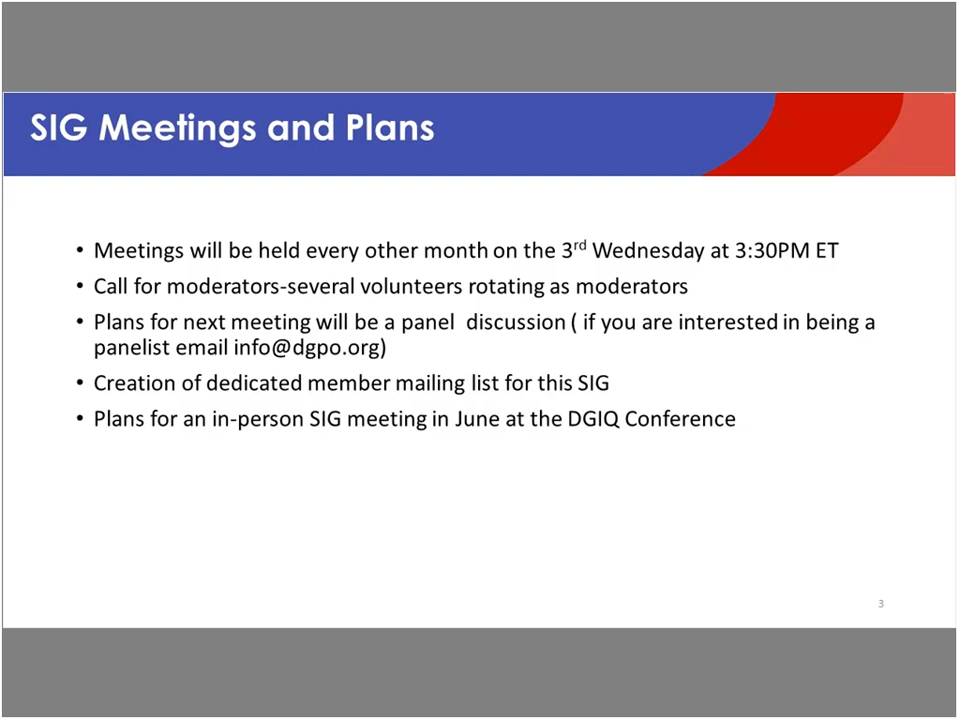 SIG Meetings and Plans
• Meetings will be held every other month on the 3rd Wednesday at 3:30PM ET
• Call for moderators-several volunteers rotating as moderators
• Plans for next meeting will be a panel  discussion ( if you are interested in being a
panelist email info@dgpo.org)
• Creation of dedicated member mailing list for this SIG
• Plans for an in-person SIG meeting in June at the DGIQ Conference
3